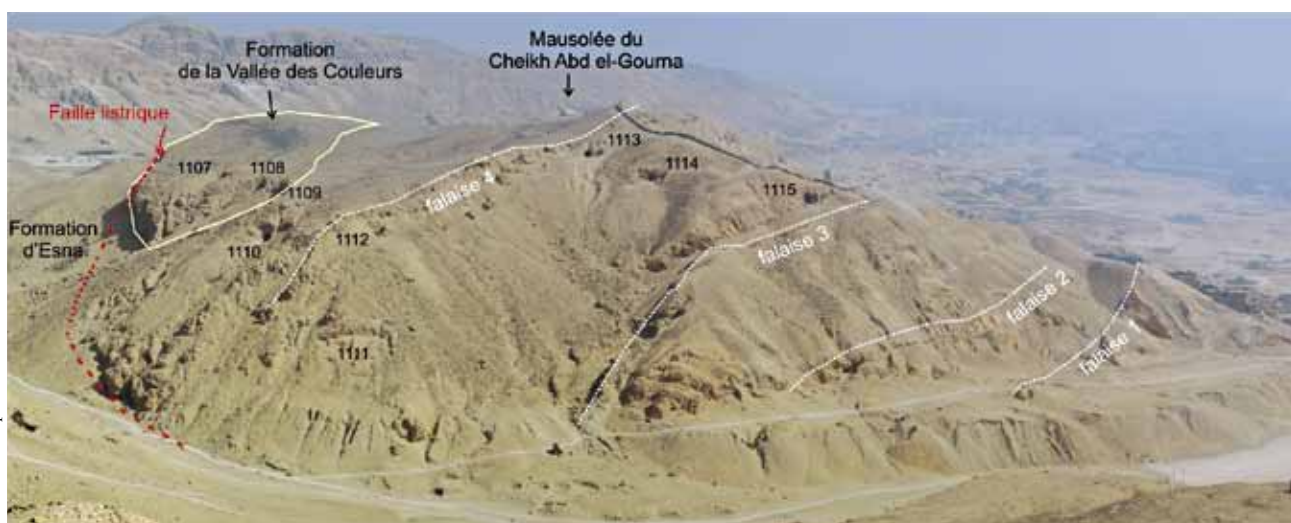 Formation
de la Vallée des Couleurs
Mausolée du
Cheikh Abd el-Gourna
Faille listrique
1113
1107
1108
1114
1109
1115
falaise 4
Formation
d'Esna
1110
1112
falaise 3
falaise 2
1111
falaise 1